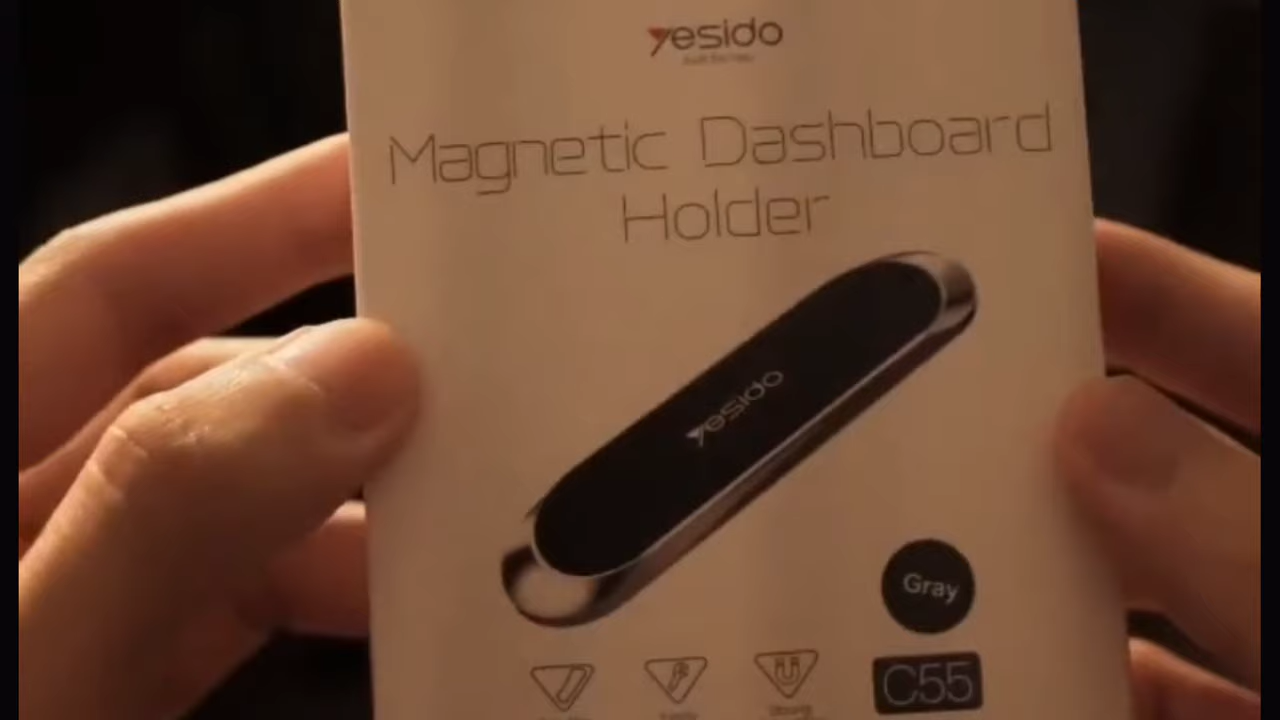 yesido
Magnetic Dashboard
Holder
yesido
Gray
C55